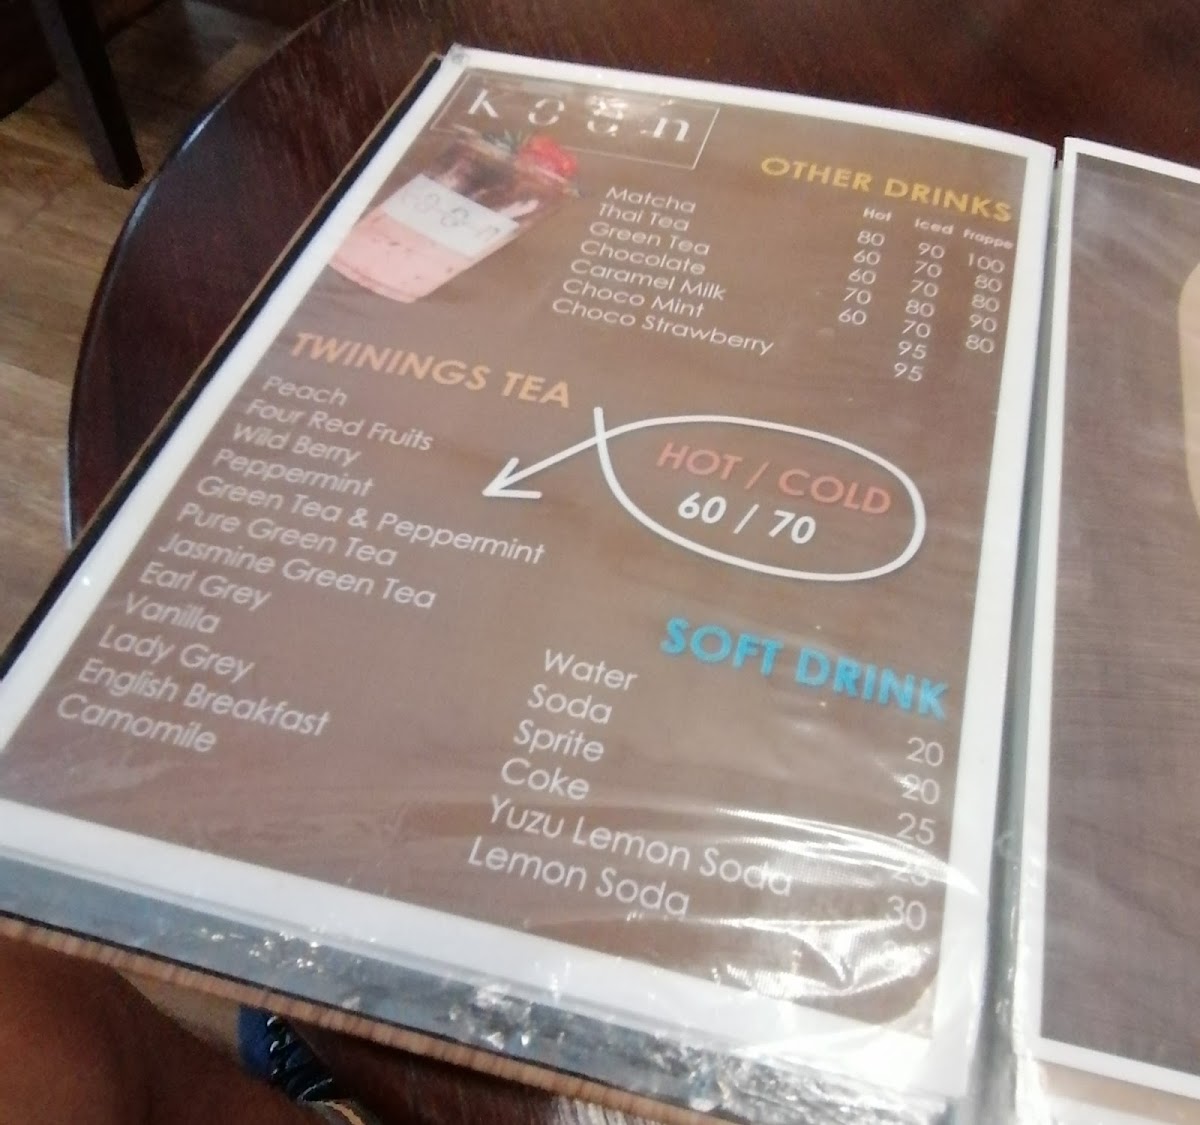 OTHER DRINKS
Hot Iced Frappe
Matcha 80 90 100
Thai Tea 60 70 80
Green Tea 60 70 80
Chocolate 70 80 90
Caramel Milk 60 70 80
Choco Mint 95
Choco Strawberry 95
TWININGS TEA
Peach
Four Red Fruits
Wild Berry
Peppermint
Green Tea & Peppermint
Pure Green Tea
Jasmine Green Tea
Earl Grey
Vanilla
Lady Grey
English Breakfast
Camomile
HOT / COLD
60 / 70
SOFT DRINK
Water 20
Soda 20
Sprite 25
Coke 25
Yuzu Lemon Soda 30
Lemon Soda